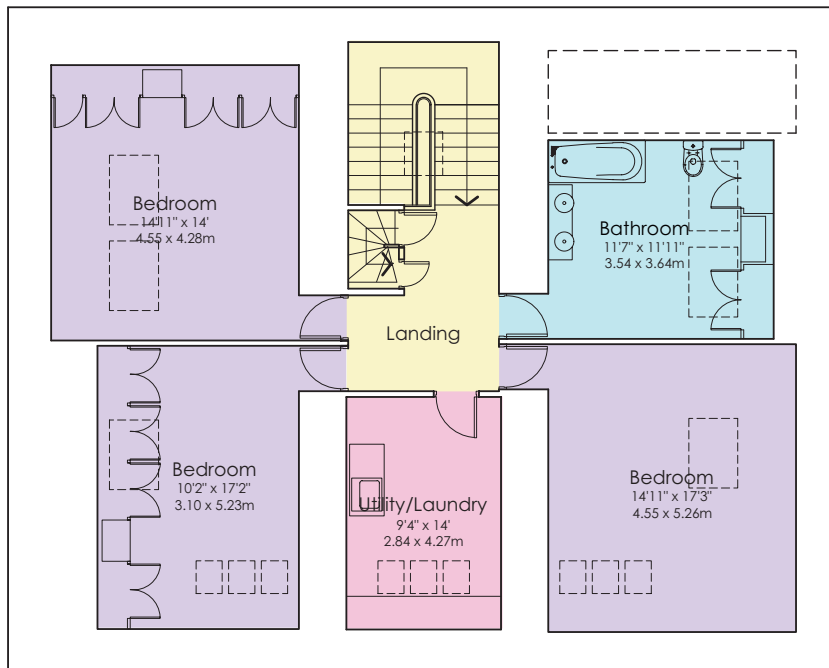 Bedroom
14'11" x 14'
4.55 x 4.28m
Bathroom
11'7" x 11'11"
3.54 x 3.64m
Landing
Bedroom
10'2" x 17'2"
3.10 x 5.23m
Utility/Laundry
9'4" x 14'
2.84 x 4.27m
Bedroom
14'11" x 17'3"
4.55 x 5.26m